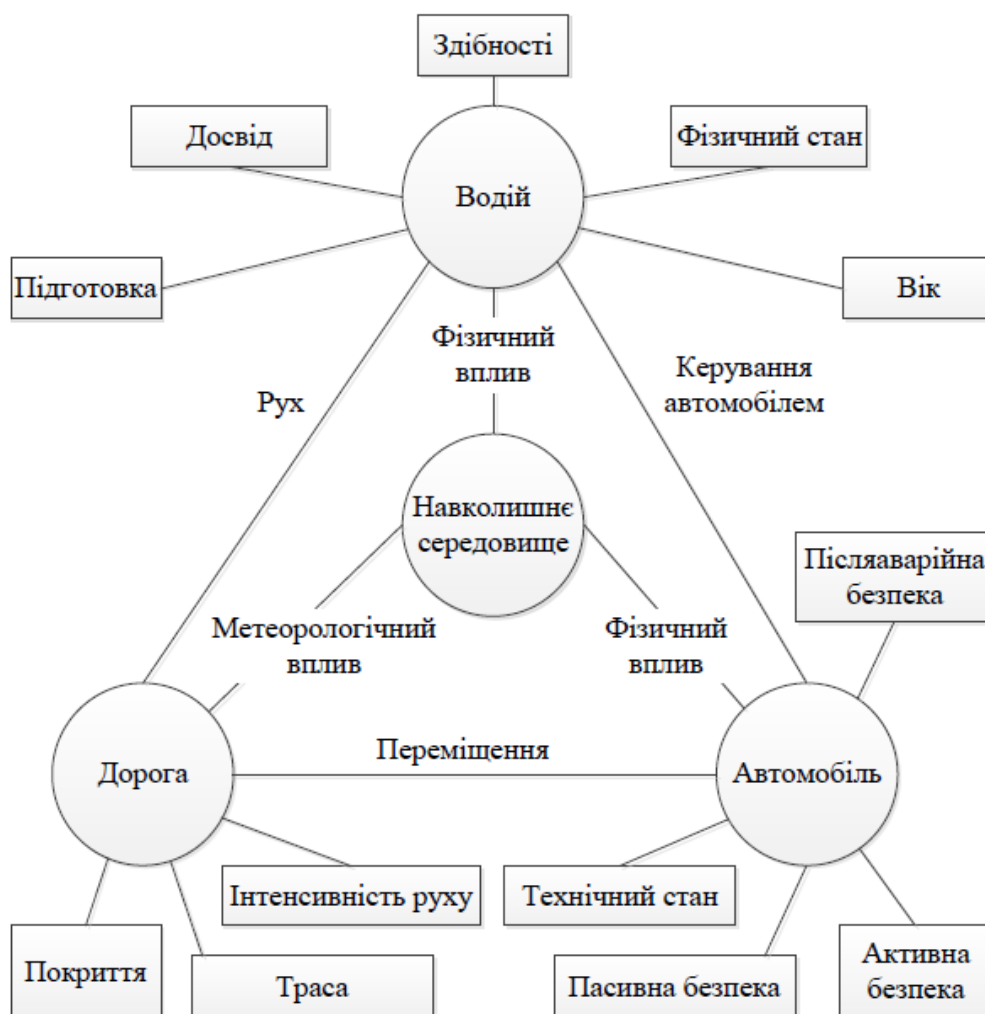 Здібності
Досвід
Фізичний стан
Водій
Підготовка
Вік
Фізичний
вплив
Керування
автомобілем
Рух
Навколишнє
середовище
Післяаварійна
безпека
Метеорологічний
вплив
Фізичний
вплив
Переміщення
Дорога
Автомобіль
Інтенсивність руху
Технічний стан
Покриття
Траса
Пасивна безпека
Активна
безпека